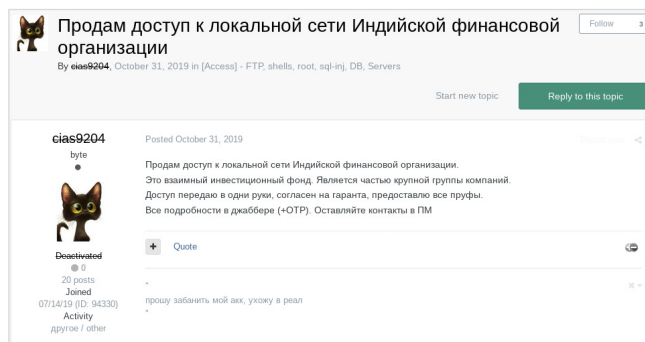 Продам доступ к локальной сети Индийской финансовой
организации
Follow 3
By cias9204, October 31, 2019 in [Access] - FTP, shells, root, sql-inj, DB, Servers
Start new topic
Reply to this topic
cias9204
byte
Deactivated
0
20 posts
Joined
07/14/19 (ID: 94330)
Activity
другое / other
Posted October 31, 2019
Продам доступ к локальной сети Индийской финансовой организации.
Это взаимный инвестиционный фонд. Является частью крупной группы компаний.
Доступ передаю в одни руки, согласен на гаранта, предоставлю все пруфы.
Все подробности в джаббере (+OTP). Оставляйте контакты в ПМ
+ Quote
"
прошу забанить мой акк, ухожу в реал
"